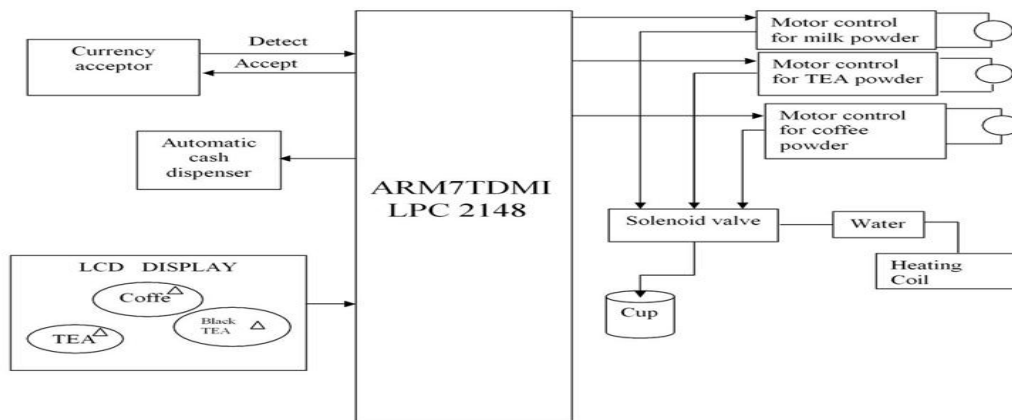 Currency
acceptor
Detect
Accept
Automatic
cash
dispenser
LCD DISPLAY
Coffe
Black
TEA
TEA
ARM7TDMI
LPC 2148
Motor control
for milk powder
Motor control
for TEA powder
Motor control
for coffee
powder
Solenoid valve
Water
Heating
Coil
Cup